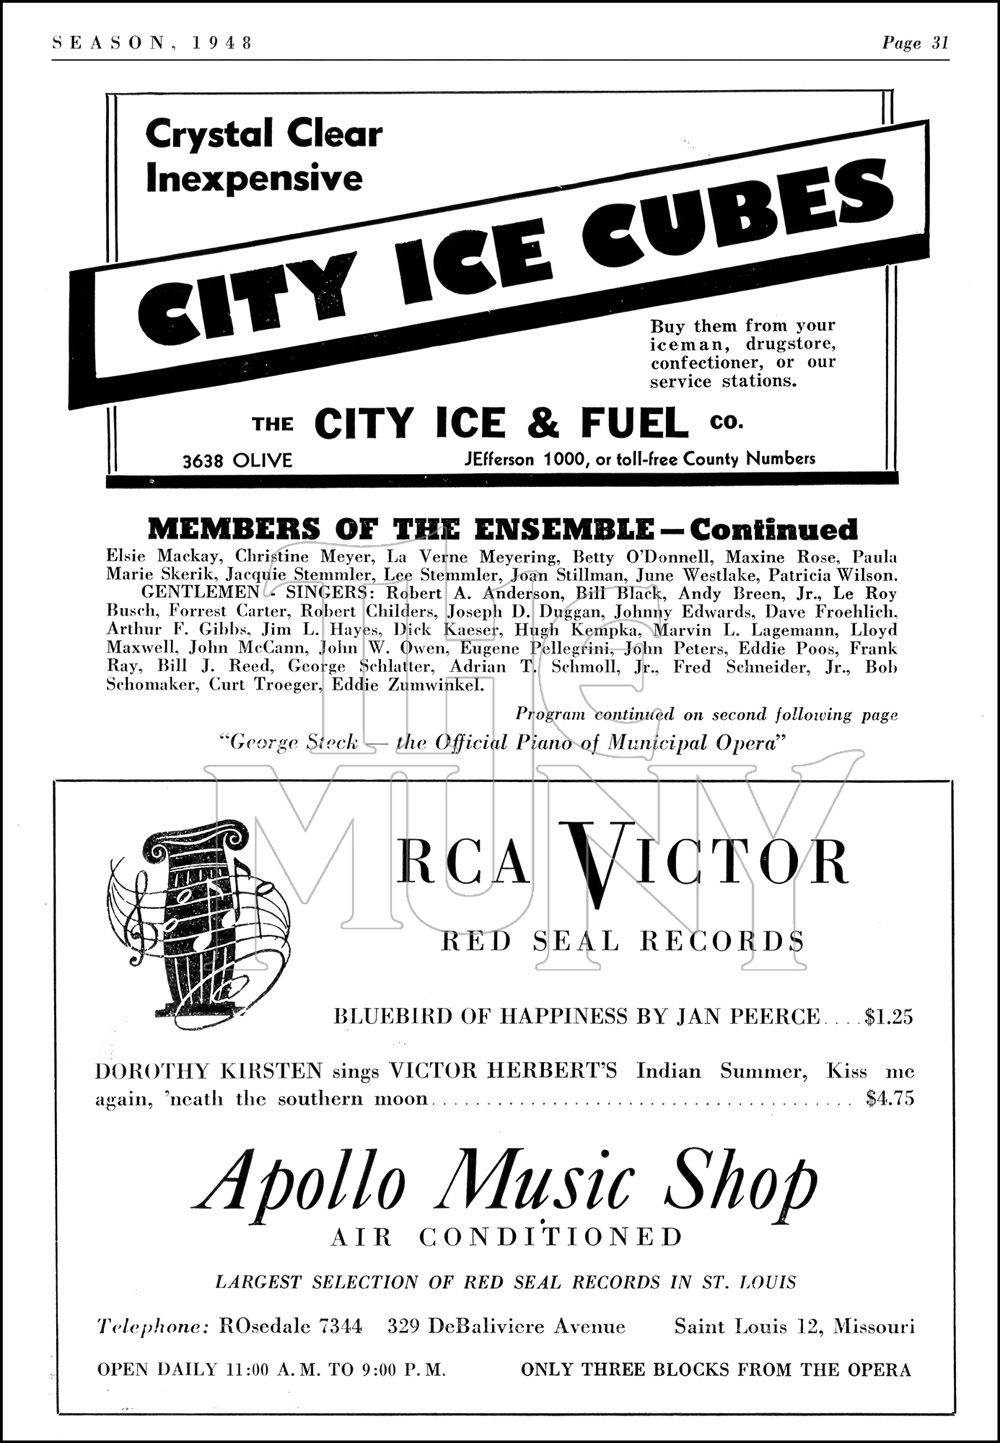 SEASON, 1948
Page 31
Crystal Clear
Inexpensive
CITY ICE CUBES
Buy them from your
iceman, drugstore,
confectioner, or our
service stations.
THE CITY ICE & FUEL CO.
3638 OLIVE
JEfferson 1000, or toll-free County Numbers
MEMBERS OF THE ENSEMBLE—Continued
Elsie Mackay, Christine Meyer, La Verne Meyering, Betty O'Donnell, Maxine Rose, Paula
Marie Skerik, Jacquie Stemmler, Lee Stemmler, Joan Stillman, June Westlake, Patricia Wilson.
GENTLEMEN - SINGERS: Robert A. Anderson, Bill Black, Andy Breen, Jr., Le Roy
Busch, Forrest Carter, Robert Childers, Joseph D. Duggan, Johnny Edwards, Dave Froehlich,
Arthur F. Gibbs, Jim L. Hayes, Dick Kaeser, Hugh Kempka, Marvin L. Lagemann, Lloyd
Maxwell, John McCann, John W. Owen, Eugene Pellegrini, John Peters, Eddie Poos, Frank
Ray, Bill J. Reed, George Schlatter, Adrian T. Schmoll, Jr., Fred Schneider, Jr., Bob
Schomaker, Curt Troeger, Eddie Zumwinkel.
Program continued on second following page
"George Steck — the Official Piano of Municipal Opera"
The
MUNY
RCA VICTOR
RED SEAL RECORDS
BLUEBIRD OF HAPPINESS BY JAN PEERCE....$1.25
DOROTHY KIRSTEN sings VICTOR HERBERT'S Indian Summer, Kiss me
again, 'neath the southern moon....................................... $4.75
Apollo Music Shop
AIR CONDITIONED
LARGEST SELECTION OF RED SEAL RECORDS IN ST. LOUIS
Telephone: ROsedale 7344 329 DeBaliviere Avenue Saint Louis 12, Missouri
OPEN DAILY 11:00 A. M. TO 9:00 P. M. ONLY THREE BLOCKS FROM THE OPERA